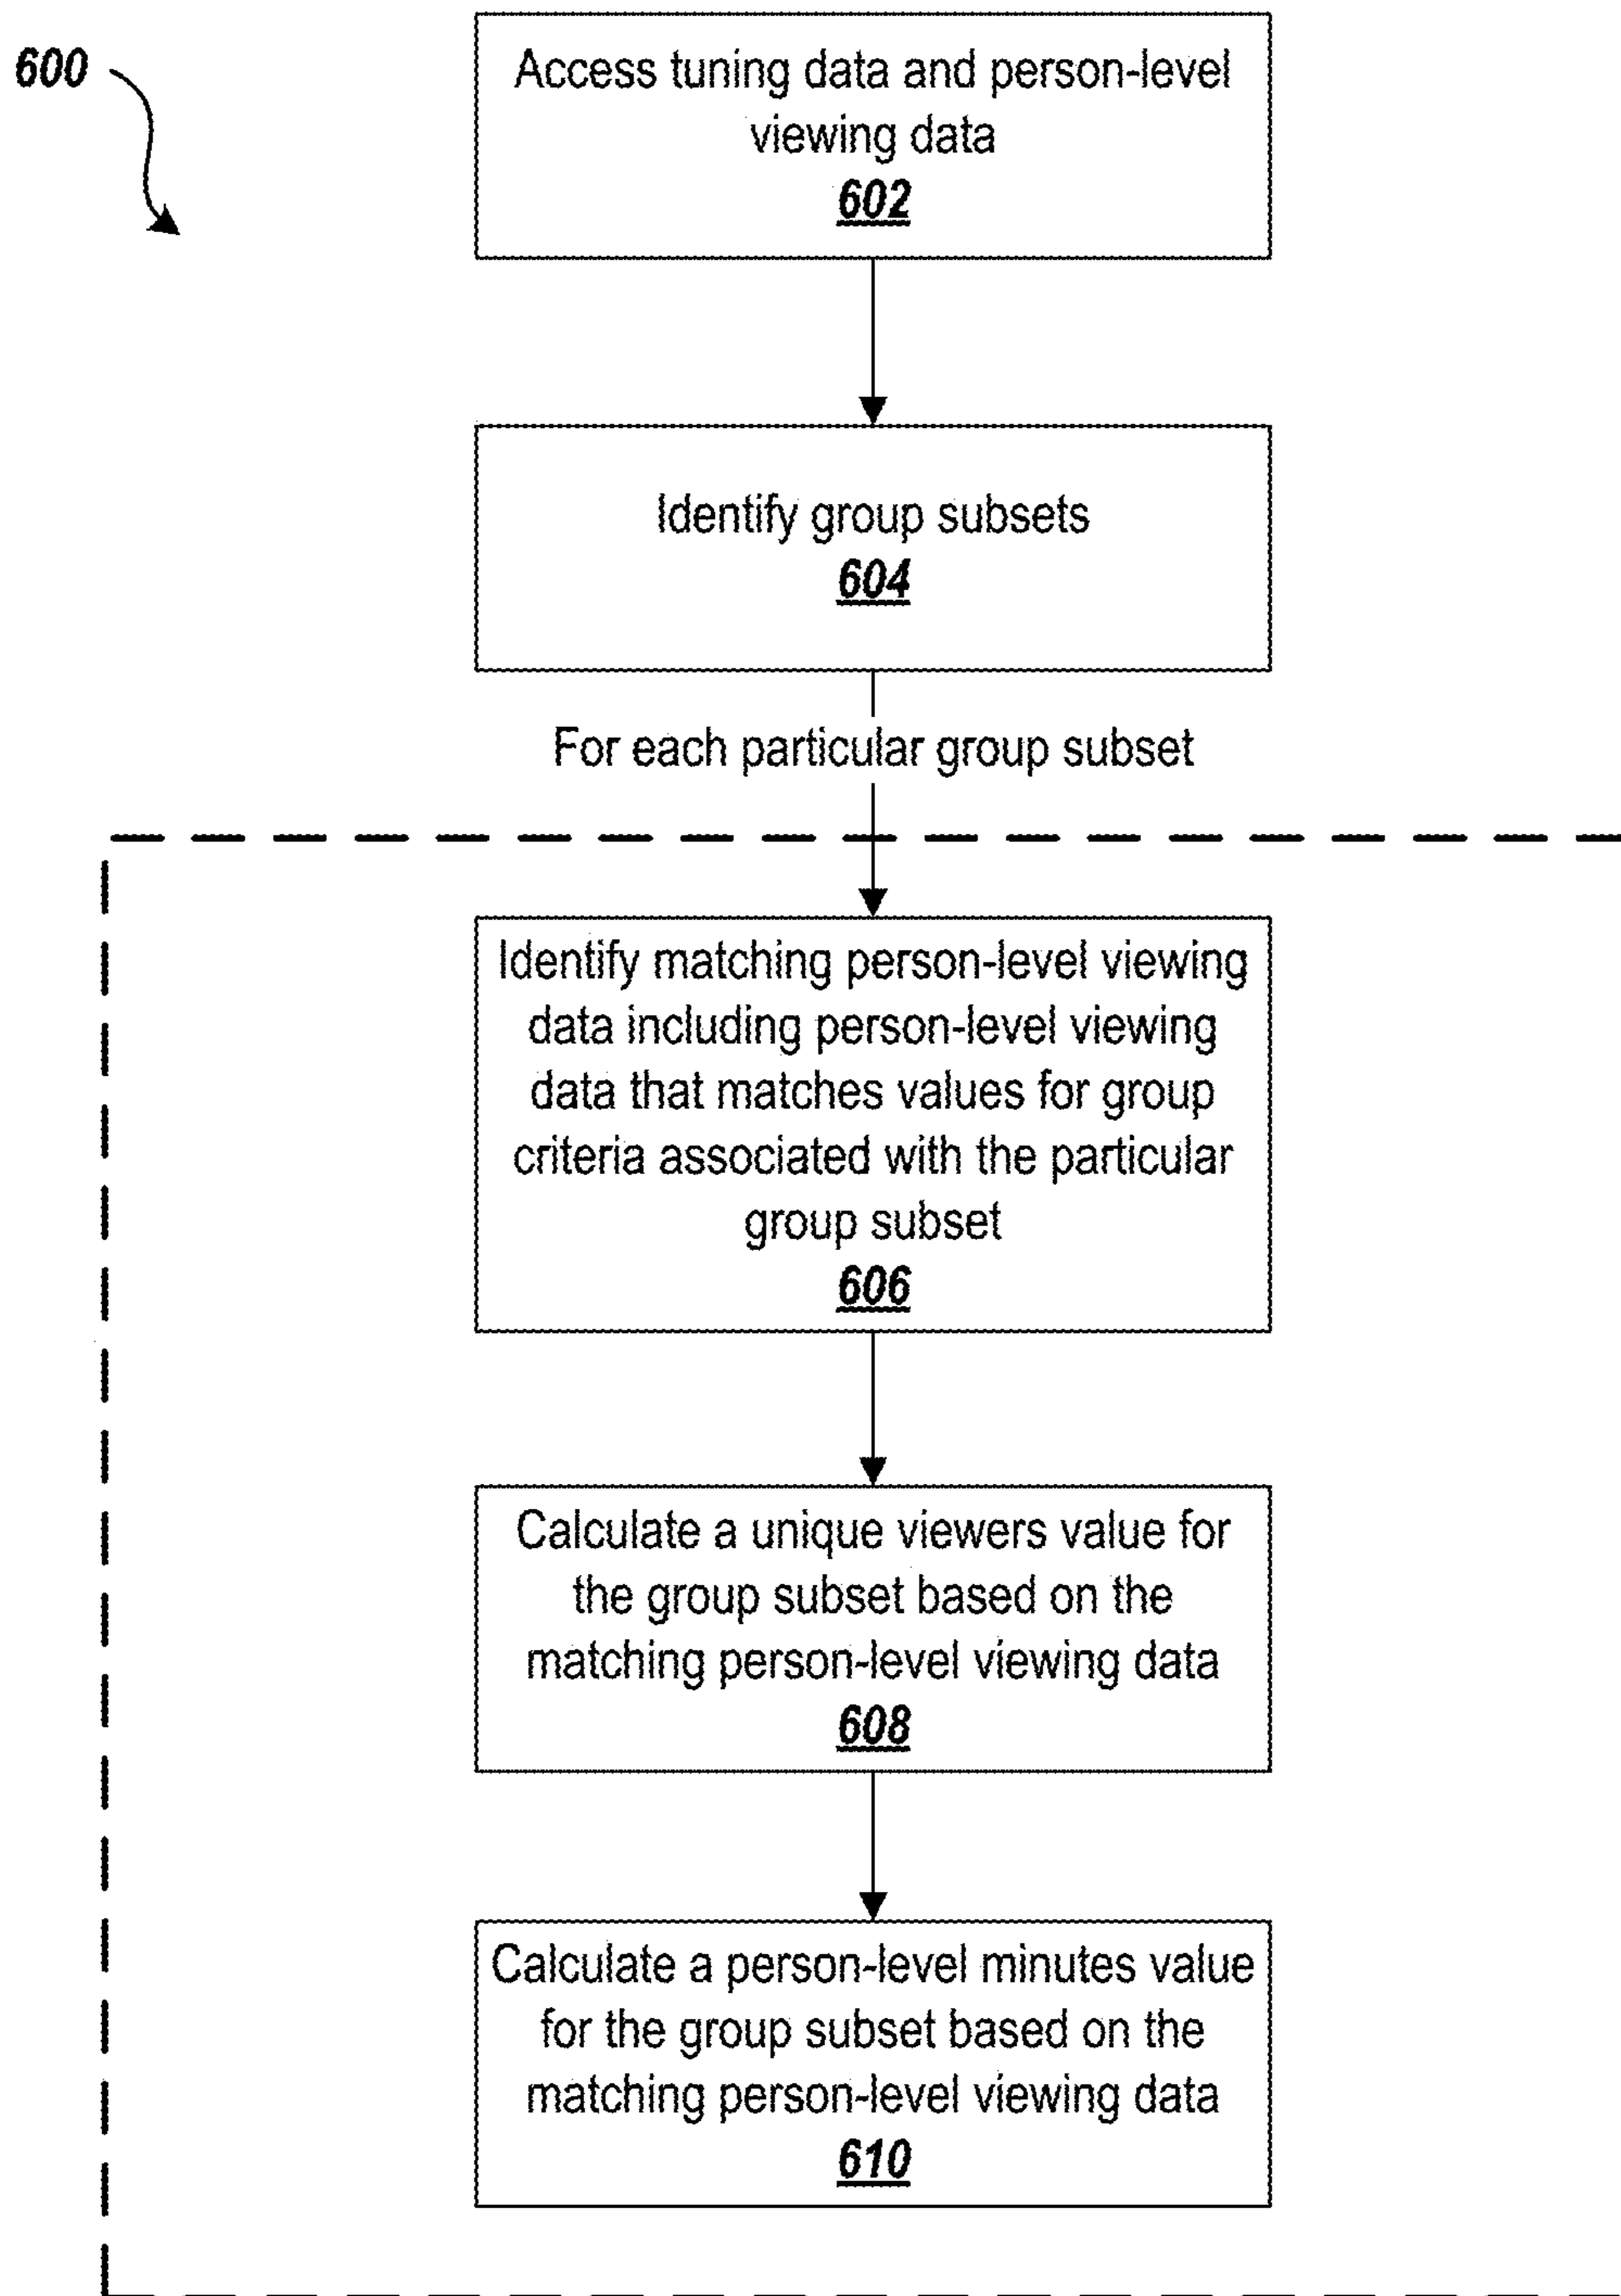 600
Access tuning data and person-level
viewing data
602
Identify group subsets
604
For each particular group subset
Identify matching person-level viewing
data including person-level viewing
data that matches values for group
criteria associated with the particular
group subset
606
Calculate a unique viewers value for
the group subset based on the
matching person-level viewing data
608
Calculate a person-level minutes value
for the group subset based on the
matching person-level viewing data
610